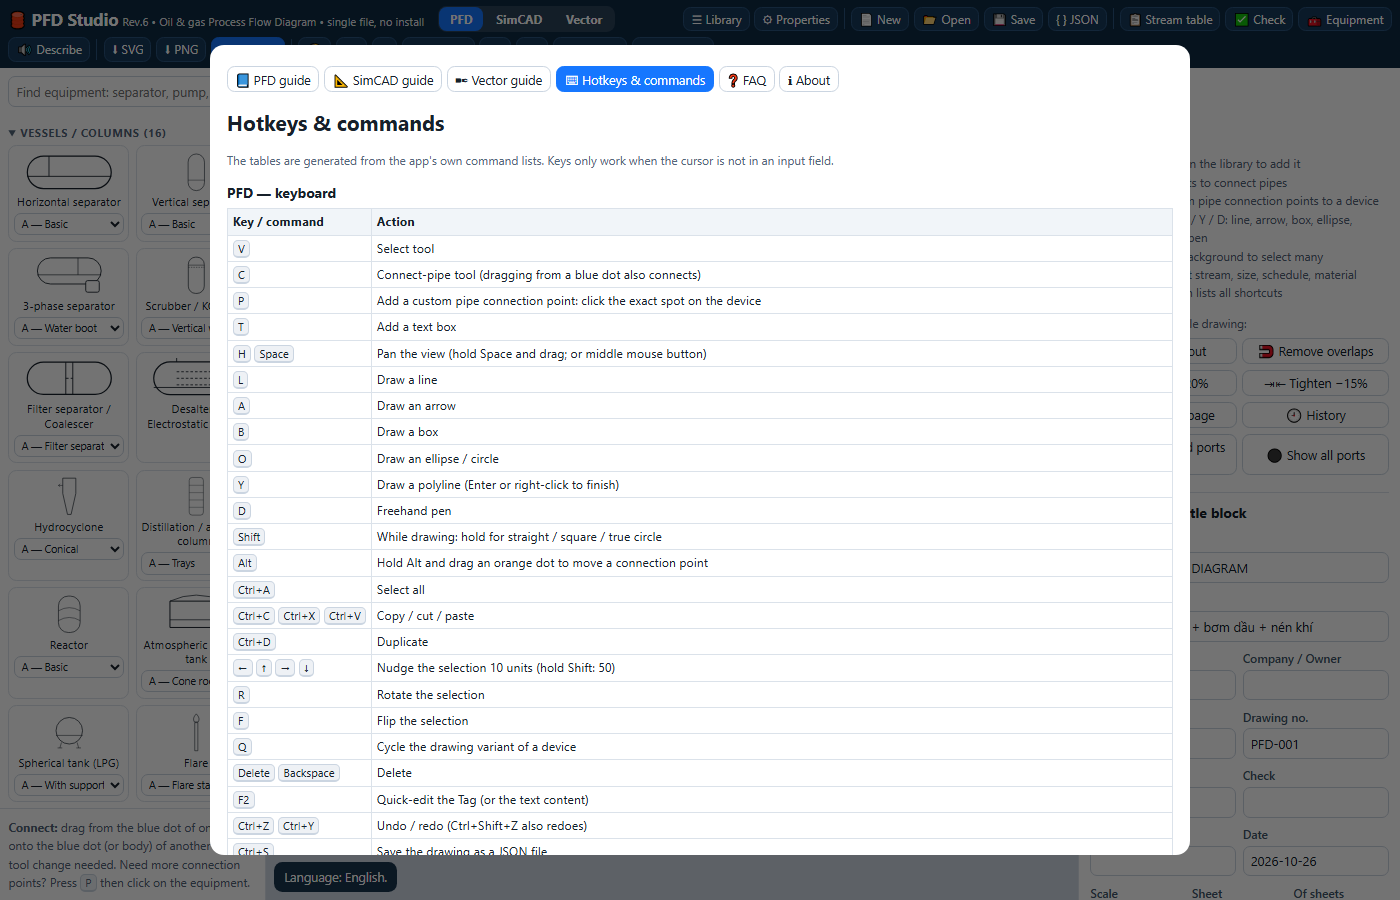 PFD Studio Rev.6 • Oil & gas Process Flow Diagram • single file, no install
PFD SimCAD Vector
☰ Library ⚙ Properties New Open Save { } JSON Stream table Check Equipment
Describe ⬇ SVG ⬇ PNG
PFD guide SimCAD guide Vector guide Hotkeys & commands FAQ About
Hotkeys & commands
The tables are generated from the app's own command lists. Keys only work when the cursor is not in an input field.
PFD — keyboard
Key / command Action
V Select tool
C Connect-pipe tool (dragging from a blue dot also connects)
P Add a custom pipe connection point: click the exact spot on the device
T Add a text box
H Space Pan the view (hold Space and drag; or middle mouse button)
L Draw a line
A Draw an arrow
B Draw a box
O Draw an ellipse / circle
Y Draw a polyline (Enter or right-click to finish)
D Freehand pen
Shift While drawing: hold for straight / square / true circle
Alt Hold Alt and drag an orange dot to move a connection point
Ctrl+A Select all
Ctrl+C Ctrl+X Ctrl+V Copy / cut / paste
Ctrl+D Duplicate
← ↑ → ↓ Nudge the selection 10 units (hold Shift: 50)
R Rotate the selection
F Flip the selection
Q Cycle the drawing variant of a device
Delete Backspace Delete
F2 Quick-edit the Tag (or the text content)
Ctrl+Z Ctrl+Y Undo / redo (Ctrl+Shift+Z also redoes)
Ctrl+S Save the drawing as a JSON file
Find equipment: separator, pump,
▼ VESSELS / COLUMNS (16)
Horizontal separator
A — Basic
Vertical sep
A — Basic
3-phase separator
A — Water boot
Scrubber / K
A — Vertical
Filter separator /
Coalescer
A — Filter separat
Desalte
Electrostatic
Hydrocyclone
A — Conical
Distillation / a
colum
A — Trays
Reactor
A — Basic
Atmospheric
tank
A — Cone ro
Spherical tank (LPG)
A — With support
Flare
A — Flare sta
Connect: drag from the blue dot of on
onto the blue dot (or body) of another
tool change needed. Need more connection
points? Press P then click on the equipment.
Language: English.
n the library to add it
ts to connect pipes
n pipe connection points to a device
/ Y / D: line, arrow, box, ellipse,
pen
ackground to select many
t stream, size, schedule, material
n lists all shortcuts
le drawing:
out Remove overlaps
0% Tighten −15%
page History
d ports Show all ports
tle block
DIAGRAM
+ bơm dầu + nén khí
Company / Owner
Drawing no.
PFD-001
Check
Date
2026-10-26
Scale Sheet Of sheets